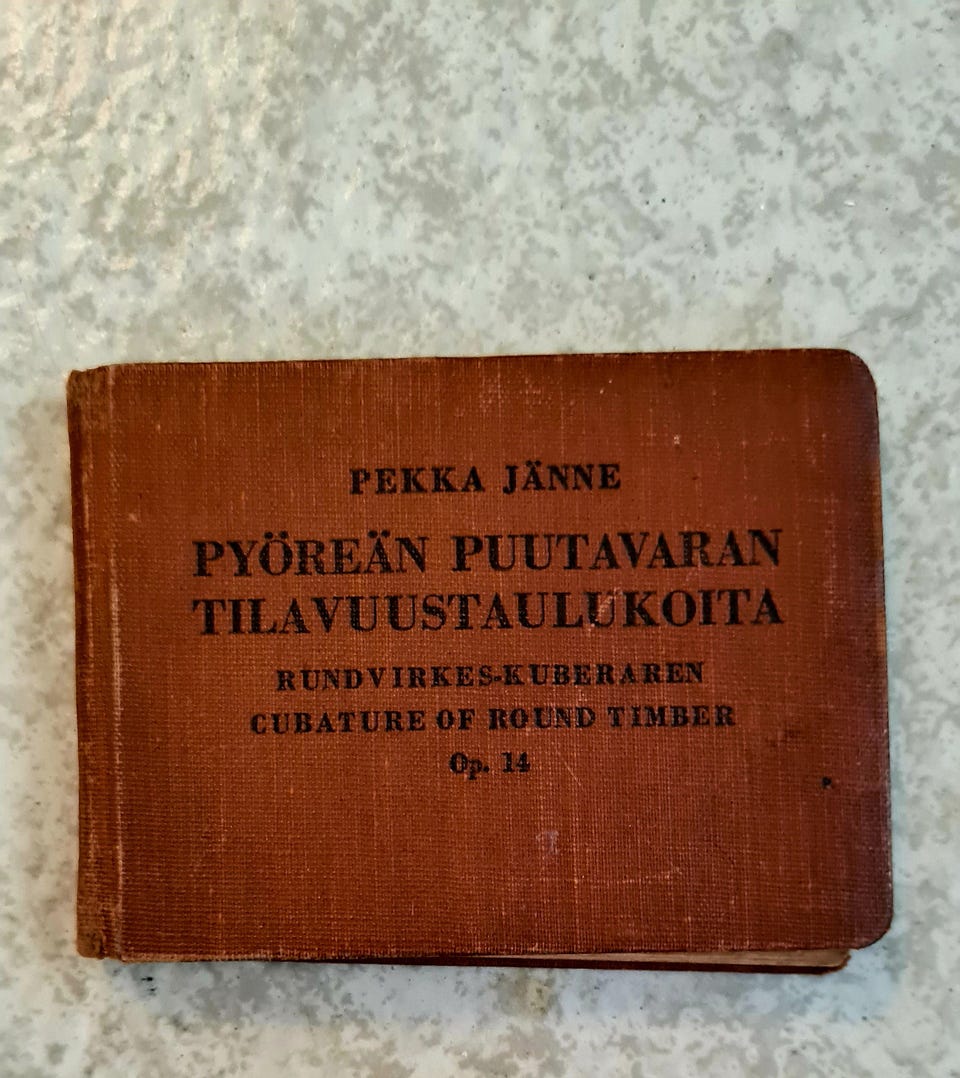 PEKKA JÄNNE
PYÖREÄN PUUTAVARAN
TILAVUUSTAULUKOITA
RUNDVIRKES-KUBERAREN
CUBATURE OF ROUND TIMBER
Op. 14